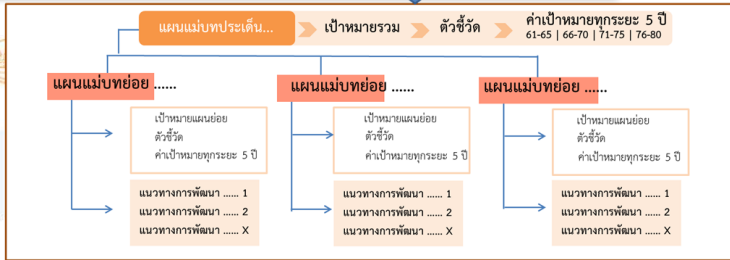 แผนแม่บทประเด็น... เป้าหมายรวม ตัวชี้วัด ค่าเป้าหมายทุกระยะ 5 ปี
61-65 | 66-70 | 71-75 | 76-80
แผนแม่บทย่อย ......
เป้าหมายแผนย่อย
ตัวชี้วัด
ค่าเป้าหมายทุกระยะ 5 ปี
แนวทางการพัฒนา ...... 1
แนวทางการพัฒนา ...... 2
แนวทางการพัฒนา ...... X
แผนแม่บทย่อย ......
เป้าหมายแผนย่อย
ตัวชี้วัด
ค่าเป้าหมายทุกระยะ 5 ปี
แนวทางการพัฒนา ...... 1
แนวทางการพัฒนา ...... 2
แนวทางการพัฒนา ...... X
แผนแม่บทย่อย ......
เป้าหมายแผนย่อย
ตัวชี้วัด
ค่าเป้าหมายทุกระยะ 5 ปี
แนวทางการพัฒนา ...... 1
แนวทางการพัฒนา ...... 2
แนวทางการพัฒนา ...... X